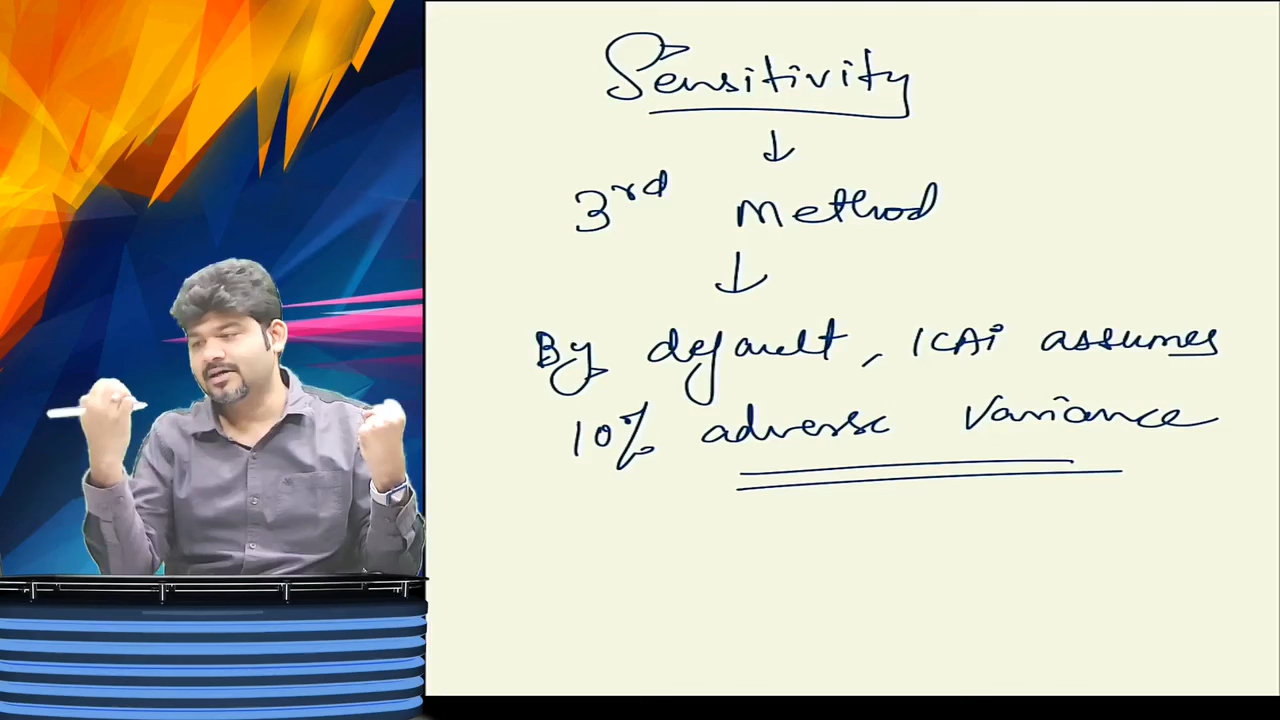 Sensitivity
↓
3rd Method
↓
By default, ICAI assumes
10% adverse variance